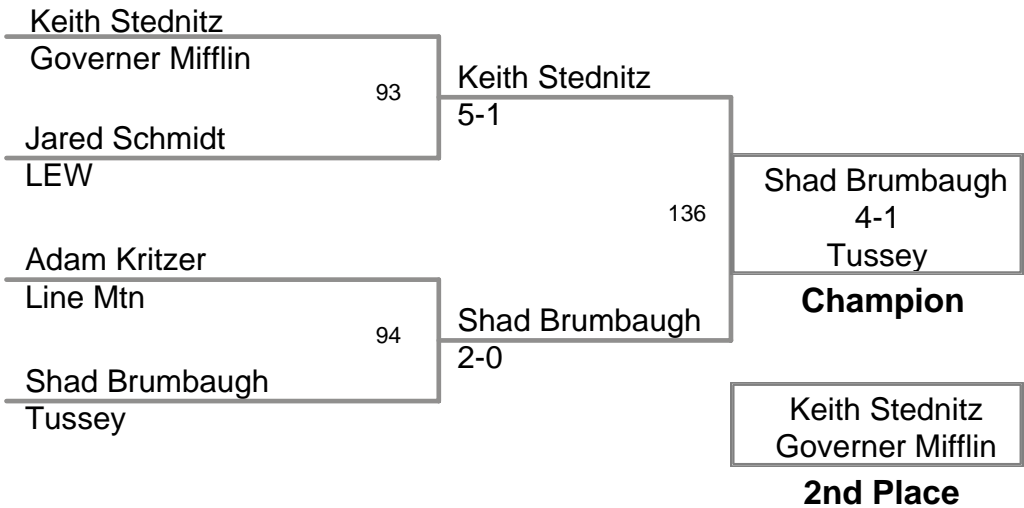 Keith Stednitz
Governer Mifflin
93
Jared Schmidt
LEW
Keith Stednitz
5-1
Adam Kritzer
Line Mtn
94
Shad Brumbaugh
Tussey
Shad Brumbaugh
2-0
136
Shad Brumbaugh
4-1
Tussey
Champion
Keith Stednitz
Governer Mifflin
2nd Place